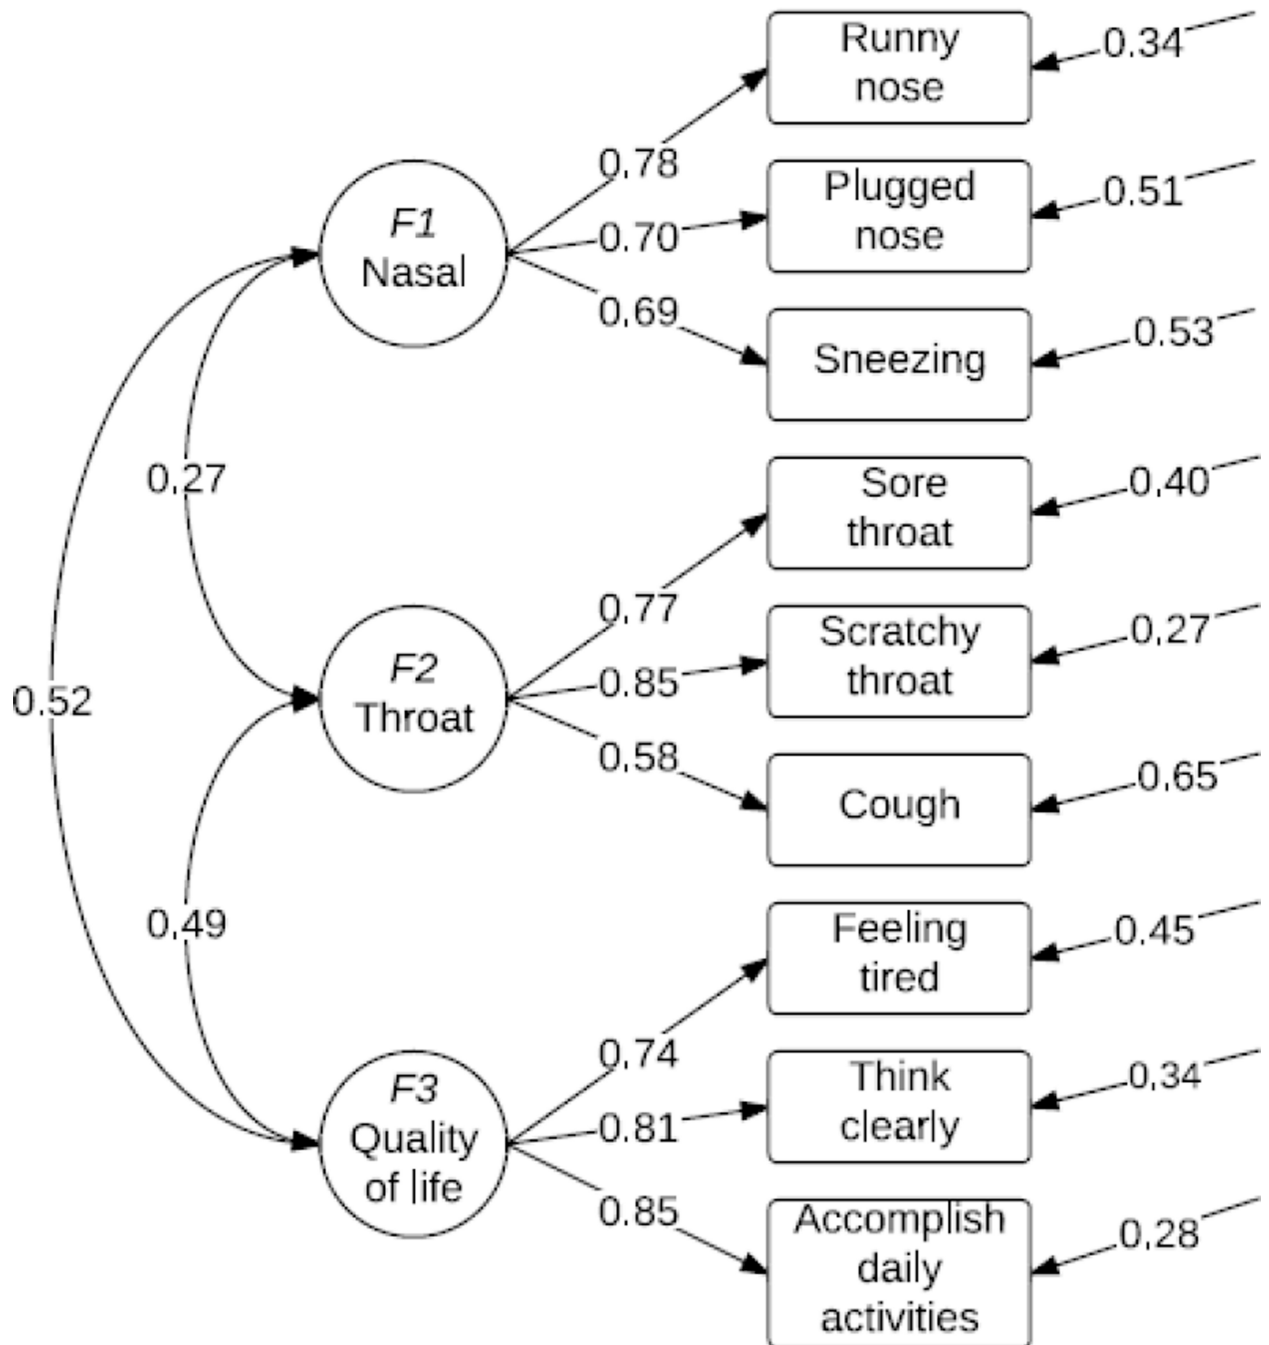 Runny
nose
0.34
0.78
Plugged
nose
0.51
F1
Nasal
0.70
0.69
Sneezing
0.53
0.27
Sore
throat
0.40
0.77
Scratchy
throat
0.27
F2
Throat
0.85
0.52
0.58
Cough
0.65
0.49
Feeling
tired
0.45
0.74
Think
clearly
0.34
F3
Quality
of life
0.81
0.85
Accomplish
daily
activities
0.28